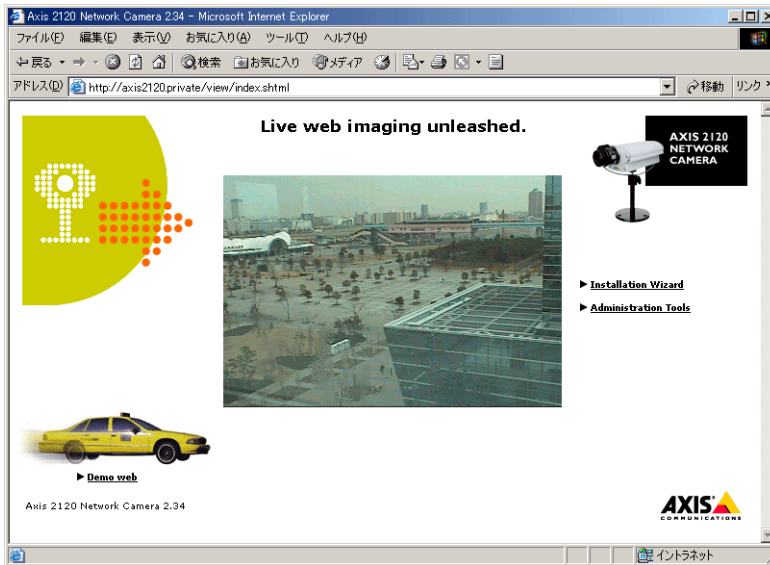 Axis 2120 Network Camera 2.34 - Microsoft Internet Explorer
ファイル(F) 編集(E) 表示(V) お気に入り(A) ツール(T) ヘルプ(H)
戻る 検索 お気に入り メディア
アドレス(D) http://axis2120.private/view/index.shtml 移動 リンク »
Live web imaging unleashed.
AXIS 2120
NETWORK
CAMERA
Installation Wizard
Administration Tools
Demo web
Axis 2120 Network Camera 2.34
AXIS
COMMUNICATIONS
イントラネット